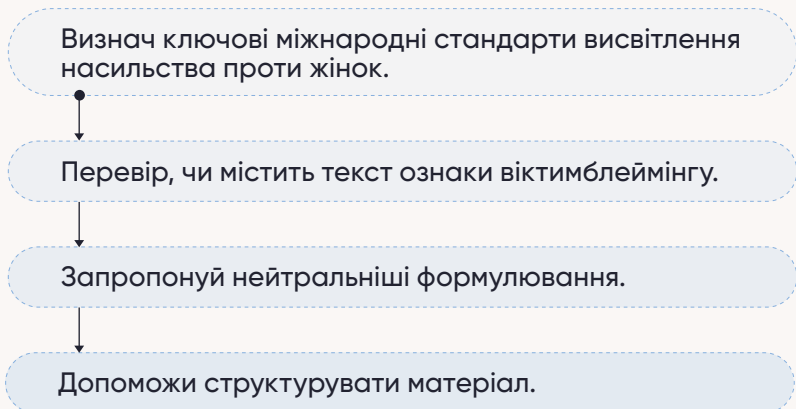 Визнач ключові міжнародні стандарти висвітлення
насильства проти жінок.
Перевір, чи містить текст ознаки віктимблеймінгу.
Запропонуй нейтральніші формулювання.
Допоможи структурувати матеріал.